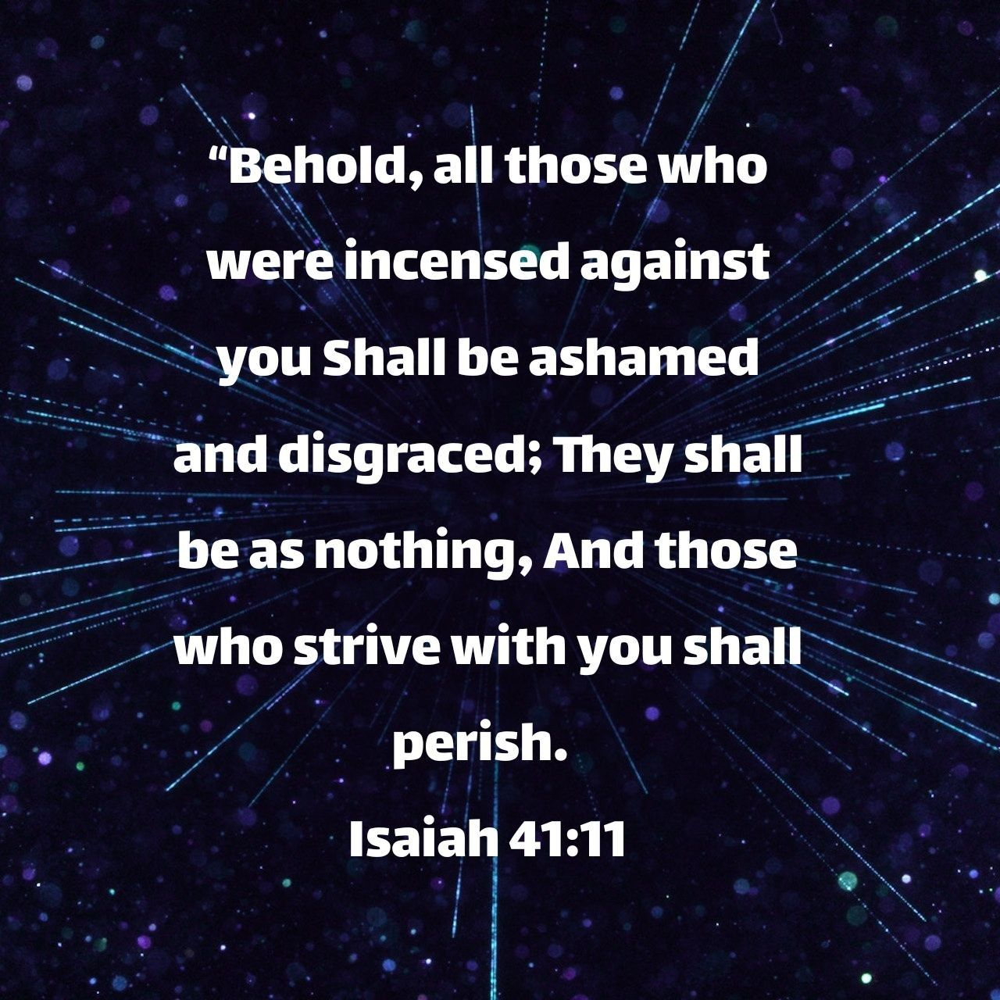 “Behold, all those who
were incensed against
you Shall be ashamed
and disgraced; They shall
be as nothing, And those
who strive with you shall
perish.
Isaiah 41:11